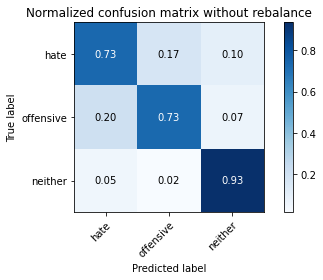 Normalized confusion matrix without rebalance
True label
hate 0.73 0.17 0.10
offensive 0.20 0.73 0.07
neither 0.05 0.02 0.93
hate offensive neither
Predicted label
0.8
0.6
0.4
0.2